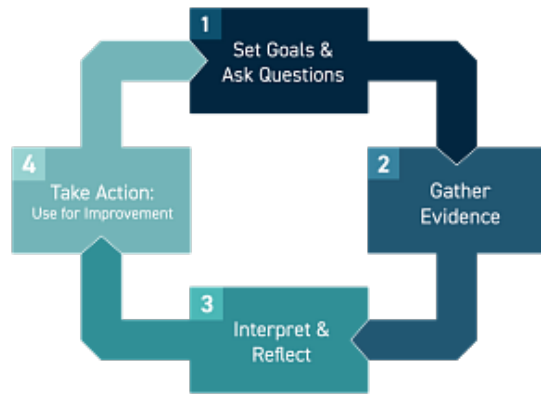 1
Set Goals &
Ask Questions
2
Gather
Evidence
3
Interpret &
Reflect
4
Take Action:
Use for Improvement